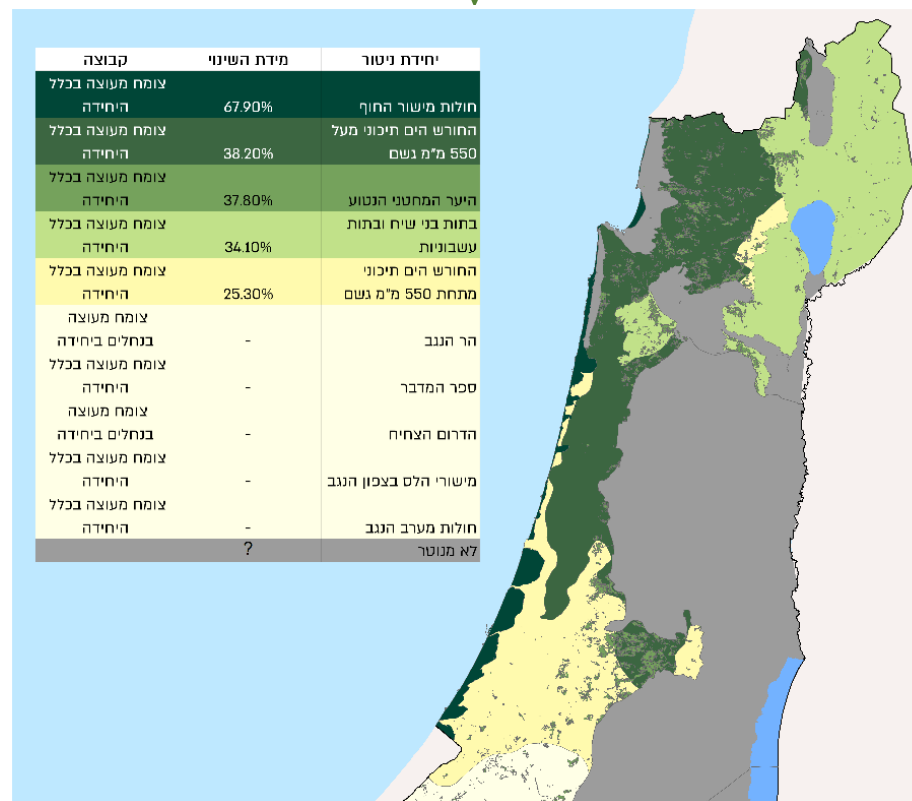 יחידת ניטור מידת השינוי קבוצה
צומח מעוצה בכלל
חולות מישור החוף 67.90% היחידה
החורש הים תיכוני מעל צומח מעוצה בכלל
550 מ"מ גשם 38.20% היחידה
צומח מעוצה בכלל
היער המחטני הנטוע 37.80% היחידה
בתות בני שיח ובתות צומח מעוצה בכלל
עשבוניות 34.10% היחידה
החורש הים תיכוני צומח מעוצה בכלל
מתחת 550 מ"מ גשם 25.30% היחידה
צומח מעוצה
הר הנגב - בנחלים ביחידה
צומח מעוצה בכלל
ספר המדבר - היחידה
צומח מעוצה
הדרום הצחיח - בנחלים ביחידה
צומח מעוצה בכלל
מישורי הלס בצפון הנגב - היחידה
צומח מעוצה בכלל
חולות מערב הנגב - היחידה
לא מנוטר ?